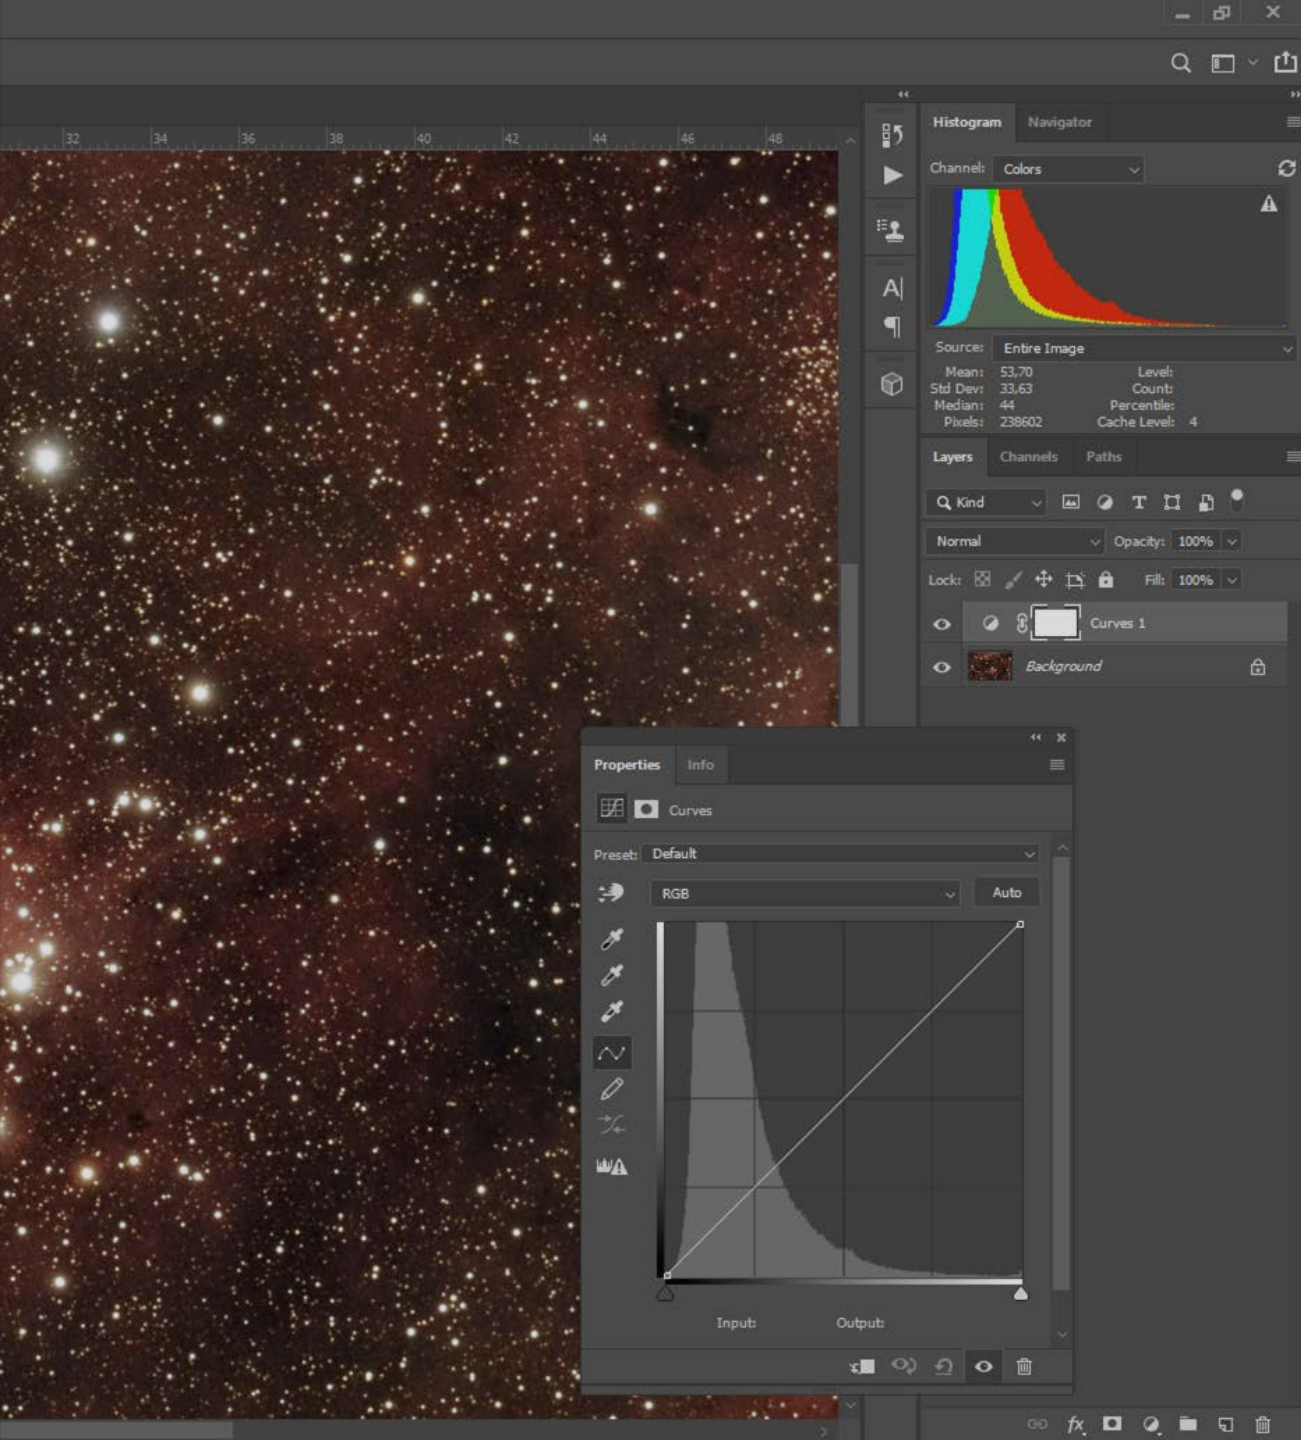 32 34 36 38 40 42 44 46 48
Histogram Navigator
Channel: Colors
Source: Entire Image
Mean: 53,70 Level:
Std Dev: 33,63 Count:
Median: 44 Percentile:
Pixels: 238602 Cache Level: 4
Layers Channels Paths
Kind
Normal Opacity: 100%
Lock: Fill: 100%
Curves 1
Background
Properties Info
Curves
Preset: Default
RGB Auto
Input: Output:
fx